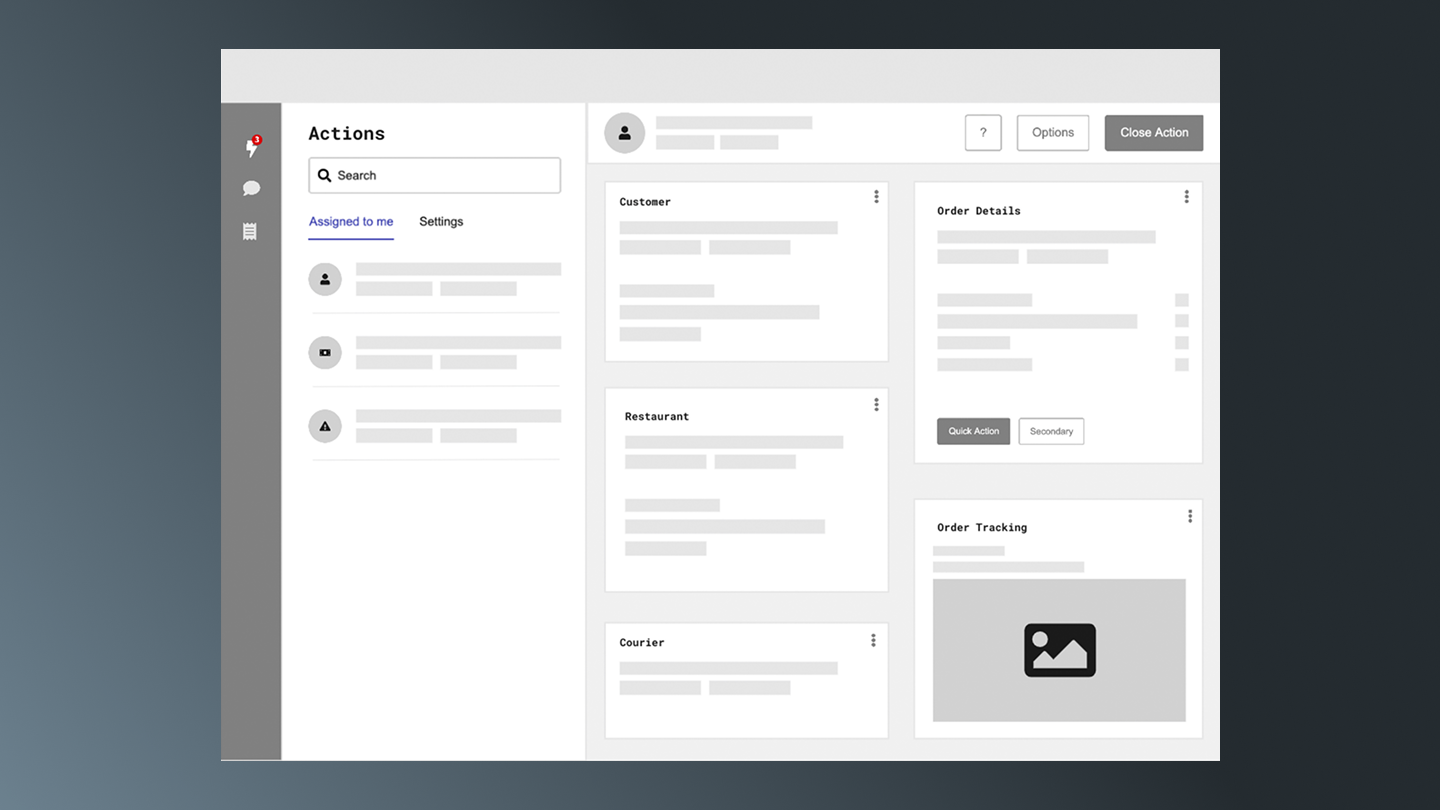 3
Actions
Search
Assigned to me
Settings
?
Options
Close Action
Customer
Restaurant
Courier
Order Details
Quick Action
Secondary
Order Tracking